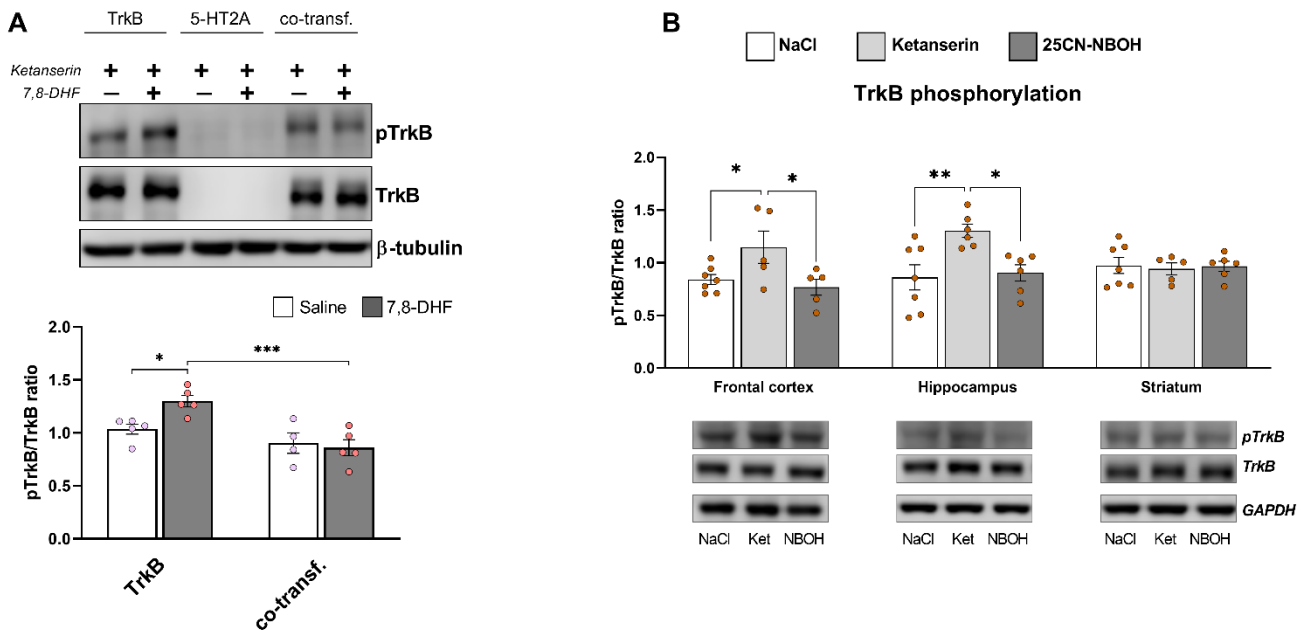 A
TrkB 5-HT2A co-transf.
Ketanserin + + + + + +
7,8-DHF − + − + − +
pTrkB
TrkB
β-tubulin
Saline 7,8-DHF
2.0
* ***
1.5
1.0
0.5
0.0
pTrkB/TrkB ratio
TrkB
co-transf.
B
NaCl Ketanserin 25CN-NBOH
TrkB phosphorylation
2.0
* * ** *
1.5
1.0
0.5
0.0
pTrkB/TrkB ratio
Frontal cortex Hippocampus Striatum
pTrkB
TrkB
GAPDH
NaCl Ket NBOH NaCl Ket NBOH NaCl Ket NBOH